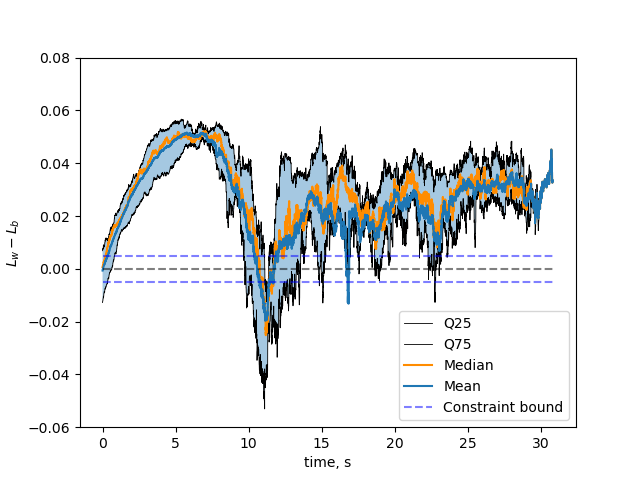 0.08
0.06
0.04
0.02
0.00
−0.02
−0.04
−0.06
L_w − L_b
0 5 10 15 20 25 30
time, s
Q25
Q75
Median
Mean
Constraint bound